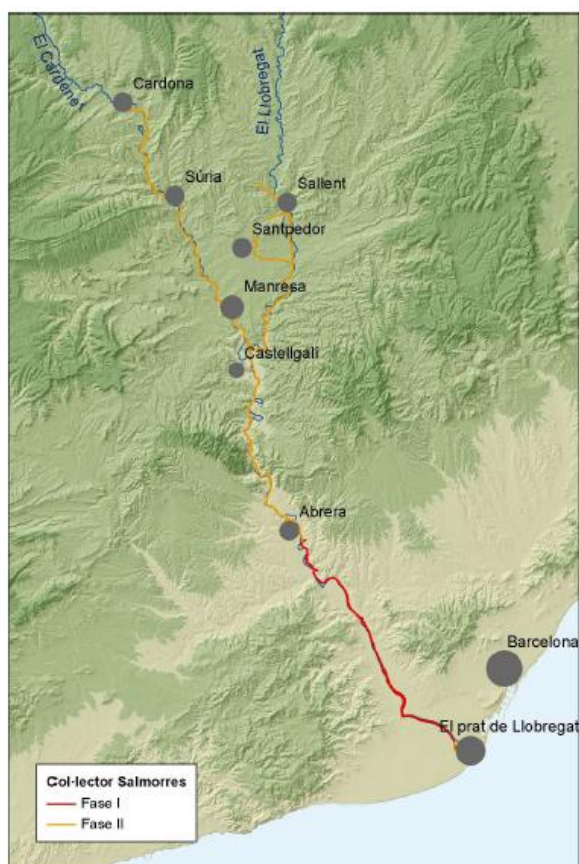 El Cardener
El Llobregat
Cardona
Súria
Sallent
Santpedor
Manresa
Castellgalí
Abrera
Barcelona
El prat de Llobregat
Col·lector Salmorres
Fase I
Fase II